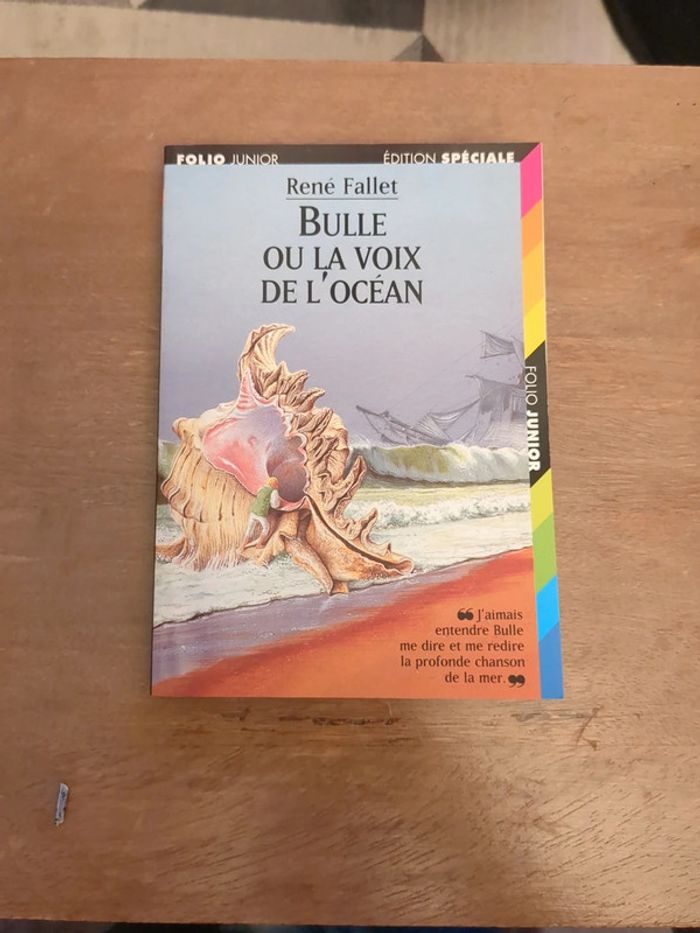 FOLIO JUNIOR ÉDITION SPÉCIALE
René Fallet
BULLE
OU LA VOIX
DE L'OCÉAN
FOLIO JUNIOR
❝ J'aimais
entendre Bulle
me dire et me redire
la profonde chanson
de la mer. ❞